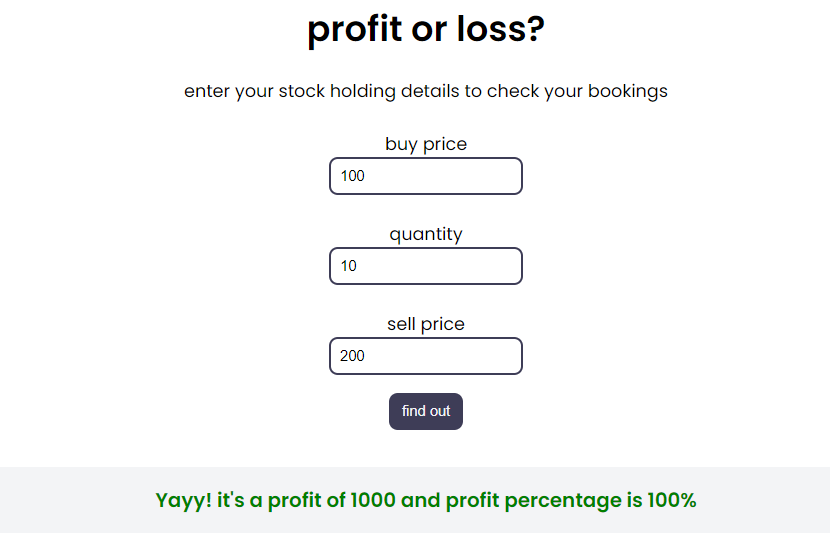 profit or loss?
enter your stock holding details to check your bookings
buy price
100
quantity
10
sell price
200
find out
Yayy! it's a profit of 1000 and profit percentage is 100%